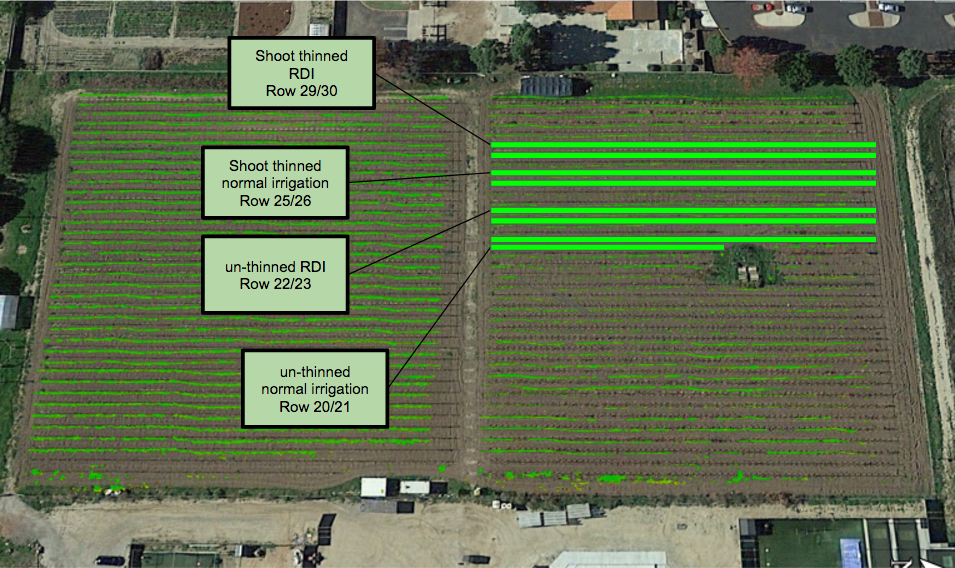 Shoot thinned
RDI
Row 29/30
Shoot thinned
normal irrigation
Row 25/26
un-thinned RDI
Row 22/23
un-thinned
normal irrigation
Row 20/21